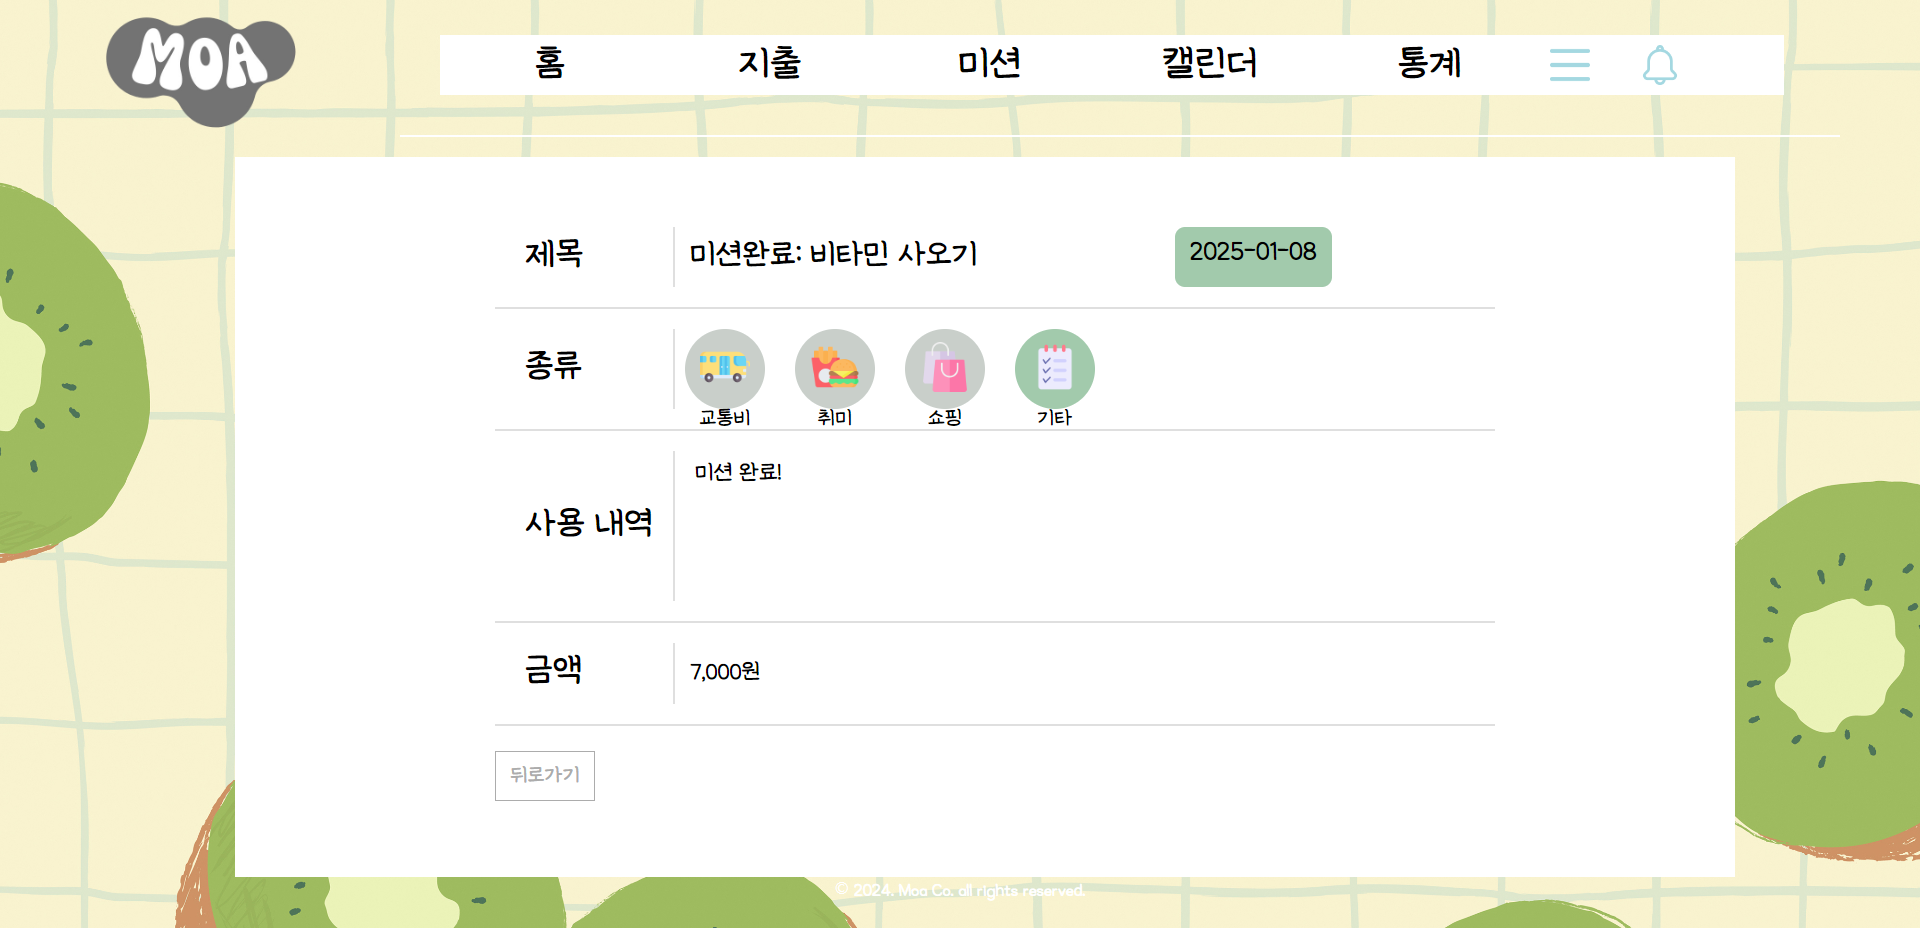 MOA
홈 지출 미션 캘린더 통계
제목 미션완료: 비타민 사오기 2025-01-08
종류
교통비 취미 쇼핑 기타
미션 완료!
사용 내역
금액 7,000원
뒤로가기
© 2024. Moa Co. all rights reserved.